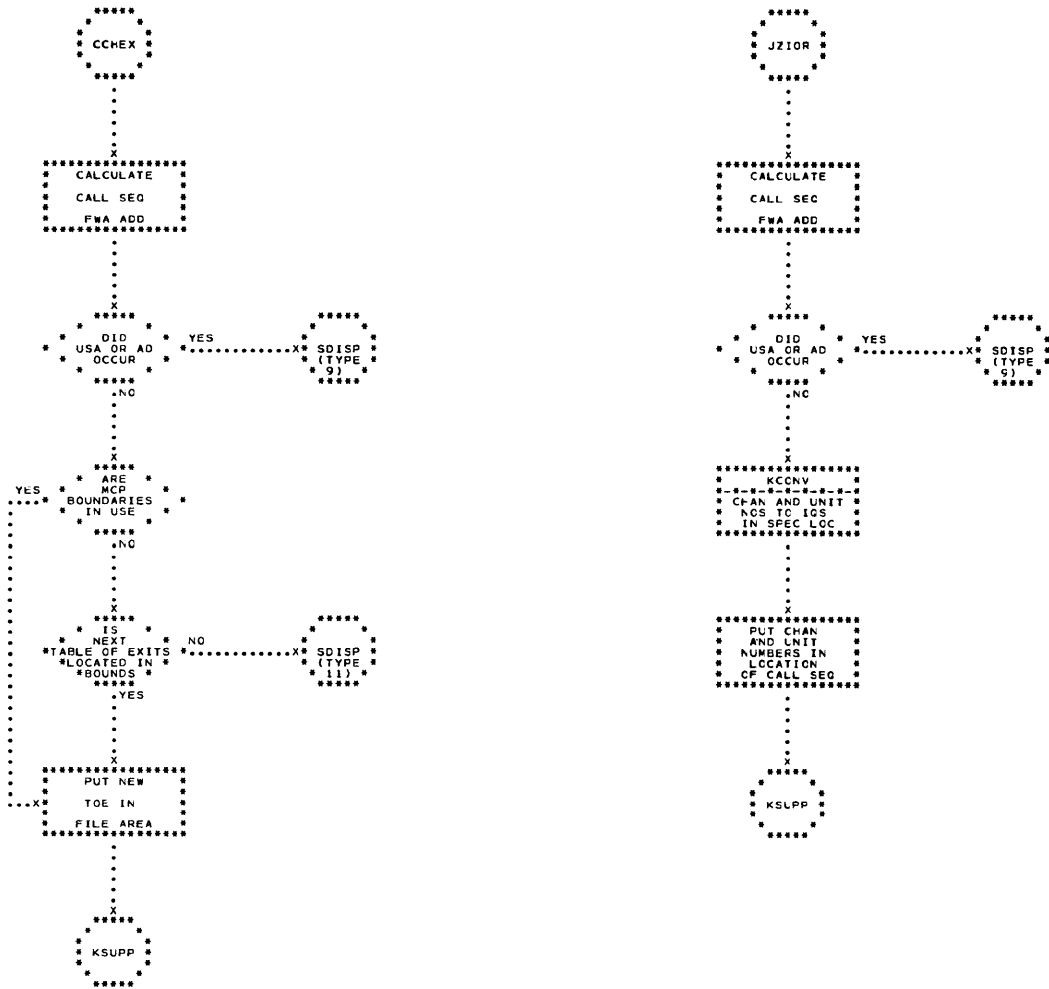 CCHEX
CALCULATE
CALL SEQ
FWA ADD
DID
USA OR AD
OCCUR
YES
SDISP
(TYPE
9)
NO
ARE
MCP
BOUNDARIES
IN USE
YES
NO
IS
NEXT
TABLE OF EXITS
LOCATED IN
BOUNDS
NO
SDISP
(TYPE
11)
YES
PUT NEW
TOE IN
FILE AREA
KSUPP
JZIOR
CALCULATE
CALL SEQ
FWA ADD
DID
USA OR AD
OCCUR
YES
SDISP
(TYPE
9)
NO
KCCNV
CHAN AND UNIT
NOS TO IQS
IN SPEC LOC
PUT CHAN
AND UNIT
NUMBERS IN
LOCATION
OF CALL SEQ
KSUPP